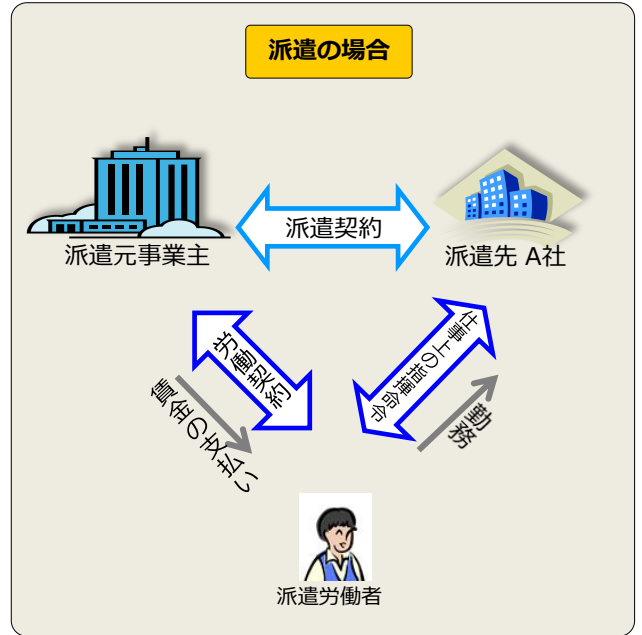 派遣の場合
派遣契約
派遣元事業主
派遣先 A社
労働契約
仕事上の指揮命令
賃金の支払い
勤務
派遣労働者